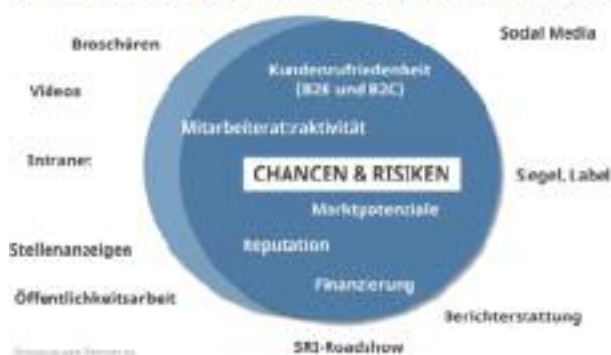 Social Media
Broschüren
Kundenzufriedenheit
(B2B und B2C)
Videos
Mitarbeiterattraktivität
Intranet
CHANCEN & RISIKEN
Siegel, Label
Marktpotenziale
Reputation
Stellenanzeigen
Finanzierung
Öffentlichkeitsarbeit
Berichterstattung
SRI-Roadshow